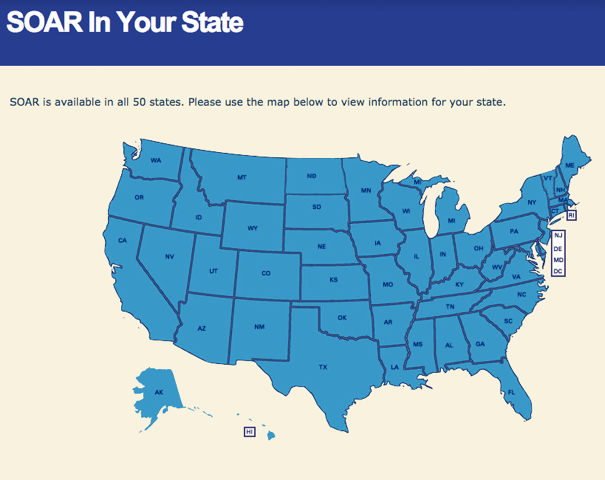 SOAR In Your State
SOAR is available in all 50 states. Please use the map below to view information for your state.
WA
MT
ND
MN
ME
VT
NH
MA
CT
RI
NY
OR
ID
SD
WI
MI
MI
WY
CA
NV
UT
CO
NE
IA
IL
IN
OH
PA
NJ
DE
MD
DC
KS
MO
KY
WV
VA
AZ
NM
OK
AR
TN
NC
SC
TX
LA
MS
AL
GA
FL
AK
HI